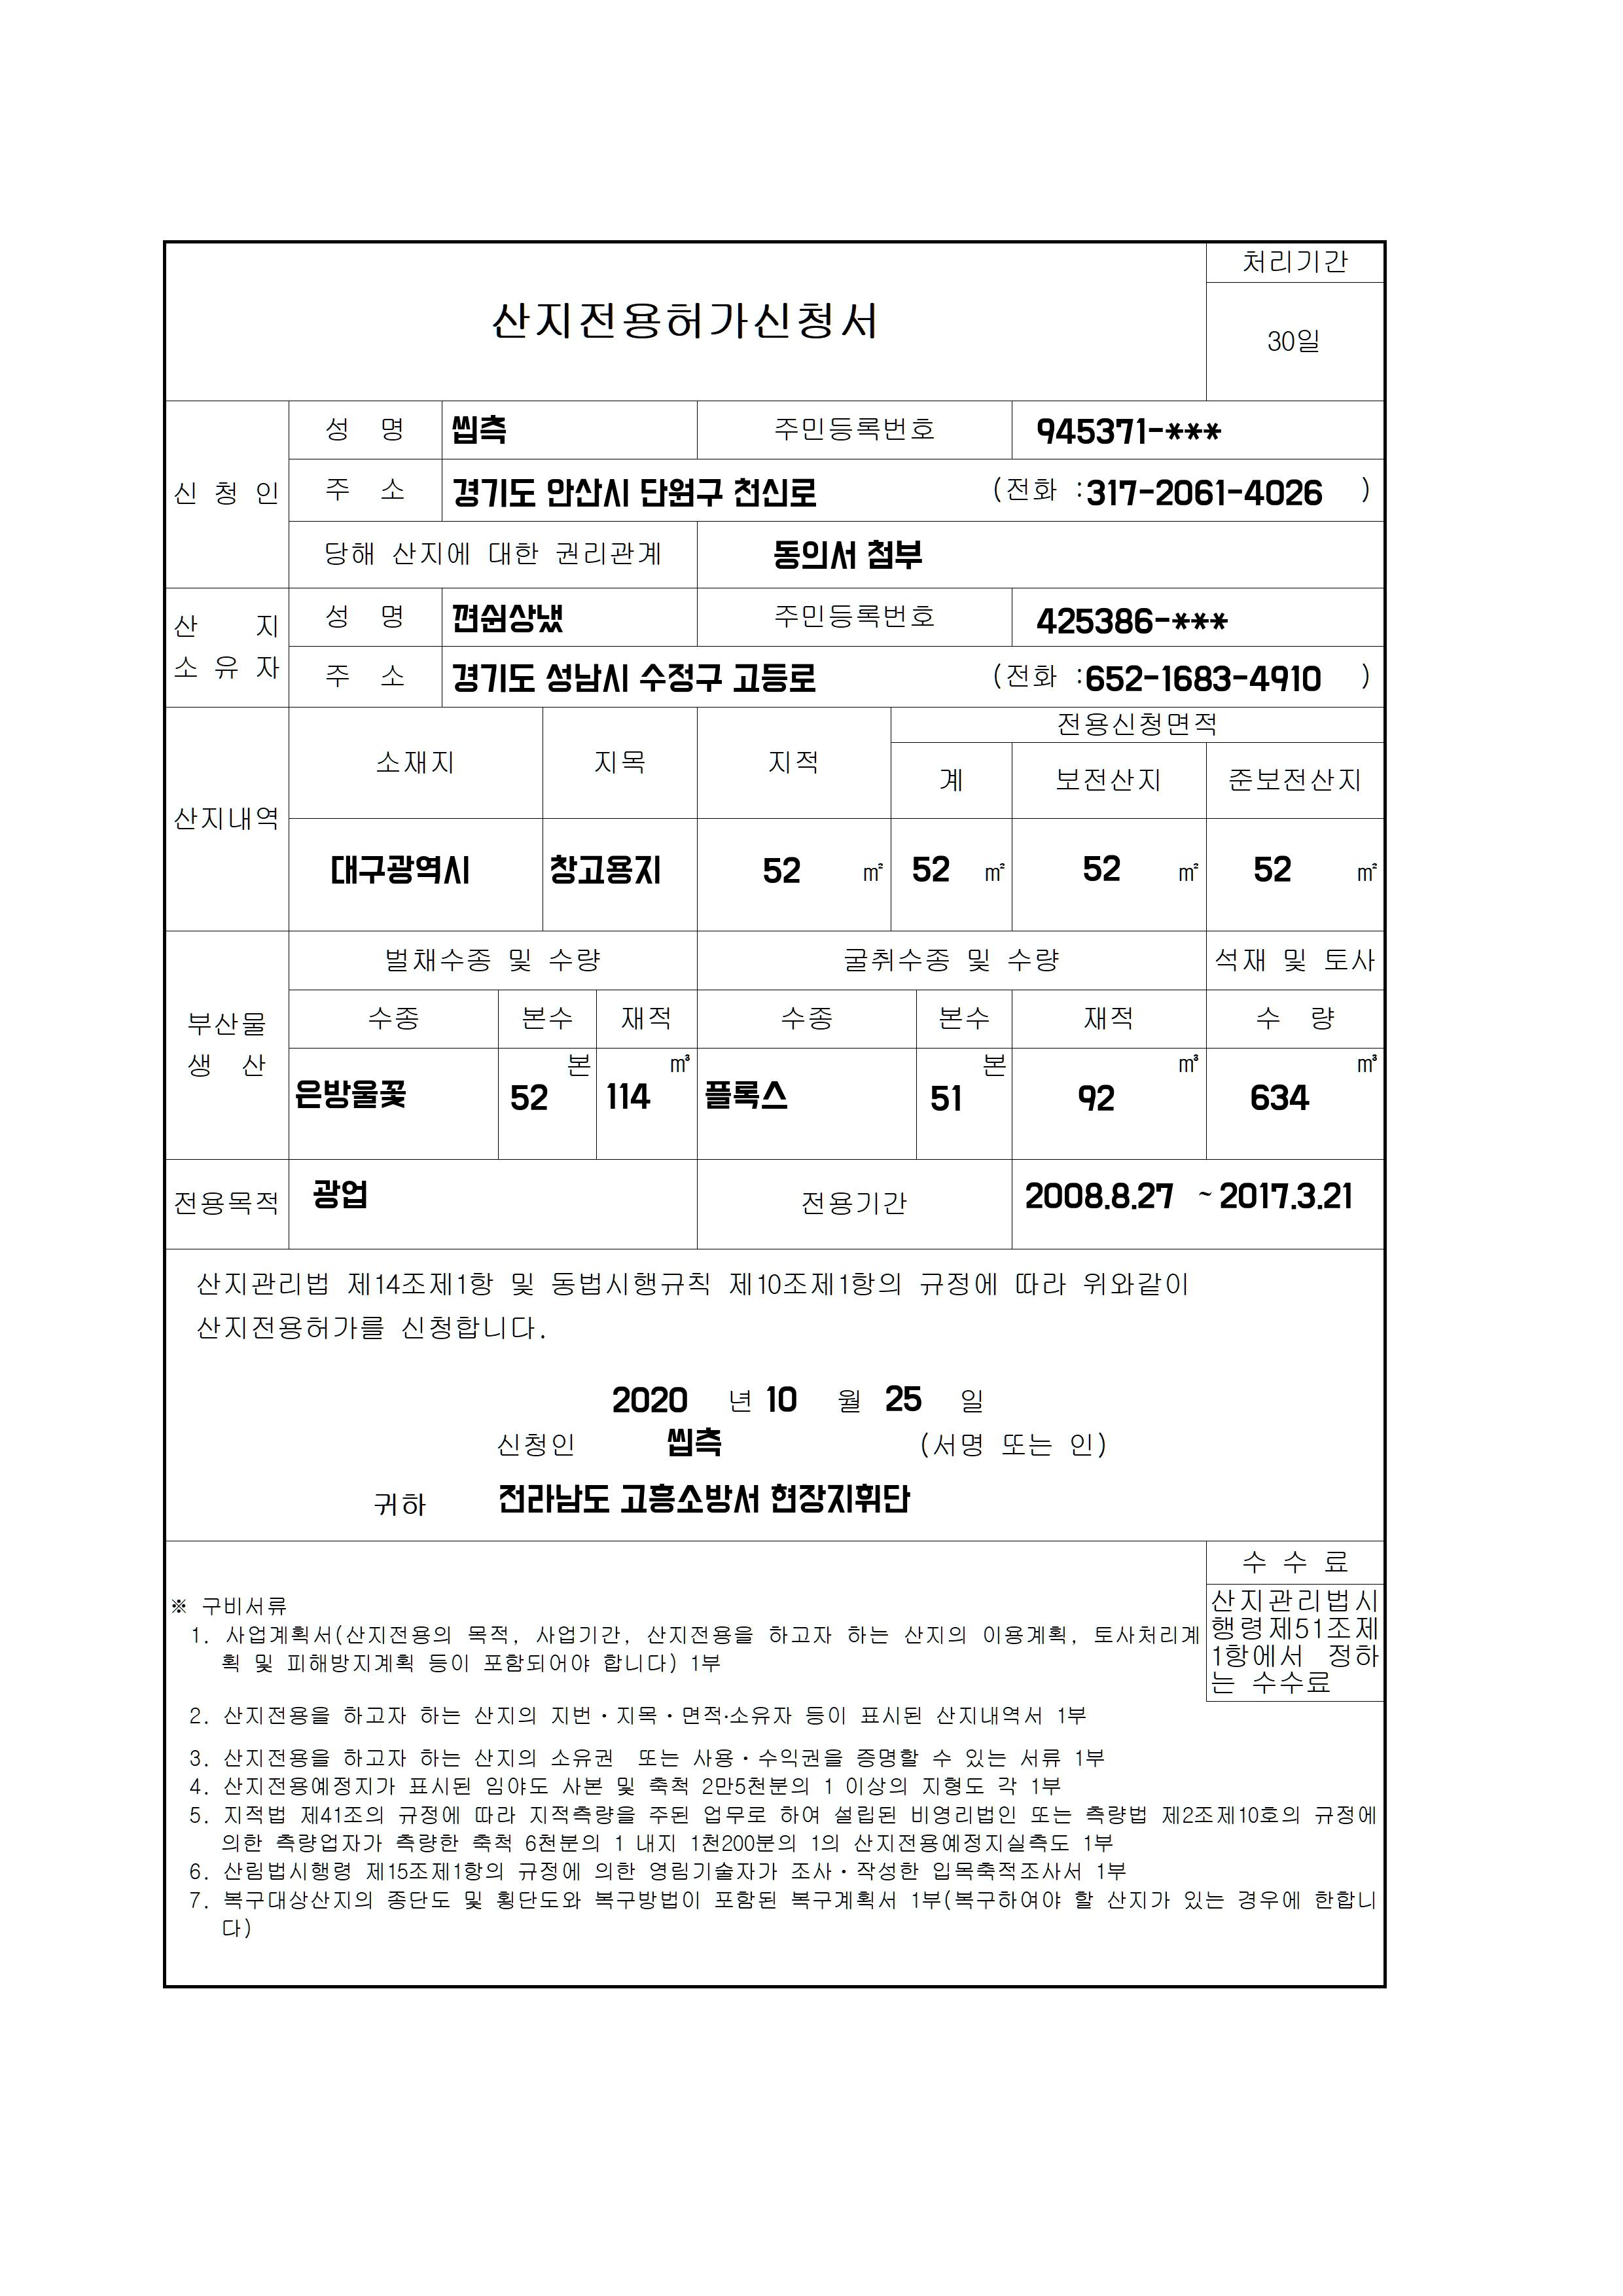 처리기간
산지전용허가신청서
30일
신 청 인
성 명 씹측 주민등록번호 945371-***
주 소 경기도 안산시 단원구 천신로 (전화 :317-2061-4026 )
당해 산지에 대한 권리관계 동의서 첨부
산 지
소 유 자
성 명 껸쉰상냈 주민등록번호 425386-***
주 소 경기도 성남시 수정구 고등로 (전화 :652-1683-4910 )
산지내역
소재지 지목 지적 전용신청면적
계 보전산지 준보전산지
대구광역시 창고용지 52 ㎡ 52 ㎡ 52 ㎡ 52 ㎡
부산물
생 산
벌채수종 및 수량 굴취수종 및 수량 석재 및 토사
수종 본수 재적 수종 본수 재적 수 량
은방울꽃 52 본 114 ㎥ 플록스 51 본 92 ㎥ 634 ㎥
전용목적 광업 전용기간 2008.8.27 ~ 2017.3.21
산지관리법 제14조제1항 및 동법시행규칙 제10조제1항의 규정에 따라 위와같이
산지전용허가를 신청합니다.
2020 년 10 월 25 일
신청인 씹측 (서명 또는 인)
귀하 전라남도 고흥소방서 현장지휘단
수 수 료
산지관리법시
행령제51조제
1항에서 정하
는 수수료
※ 구비서류
1. 사업계획서(산지전용의 목적, 사업기간, 산지전용을 하고자 하는 산지의 이용계획, 토사처리계
획 및 피해방지계획 등이 포함되어야 합니다) 1부
2. 산지전용을 하고자 하는 산지의 지번·지목·면적·소유자 등이 표시된 산지내역서 1부
3. 산지전용을 하고자 하는 산지의 소유권 또는 사용·수익권을 증명할 수 있는 서류 1부
4. 산지전용예정지가 표시된 임야도 사본 및 축척 2만5천분의 1 이상의 지형도 각 1부
5. 지적법 제41조의 규정에 따라 지적측량을 주된 업무로 하여 설립된 비영리법인 또는 측량법 제2조제10호의 규정에
의한 측량업자가 측량한 축척 6천분의 1 내지 1천200분의 1의 산지전용예정지실측도 1부
6. 산림법시행령 제15조제1항의 규정에 의한 영림기술자가 조사·작성한 입목축적조사서 1부
7. 복구대상산지의 종단도 및 횡단도와 복구방법이 포함된 복구계획서 1부(복구하여야 할 산지가 있는 경우에 한합니
다)